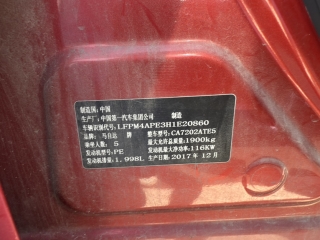 制造国：中国
生产厂：中国第一汽车集团公司 制造
车辆识别代号：LFPM4APE3H1E20860
品牌：马自达 牌 整车型号：CA7202ATE5
乘坐人数：5 最大允许总质量：1900kg
发动机型号：PE 发动机最大净功率：116KW
发动机排量：1.998L 生产日期：2017年12月